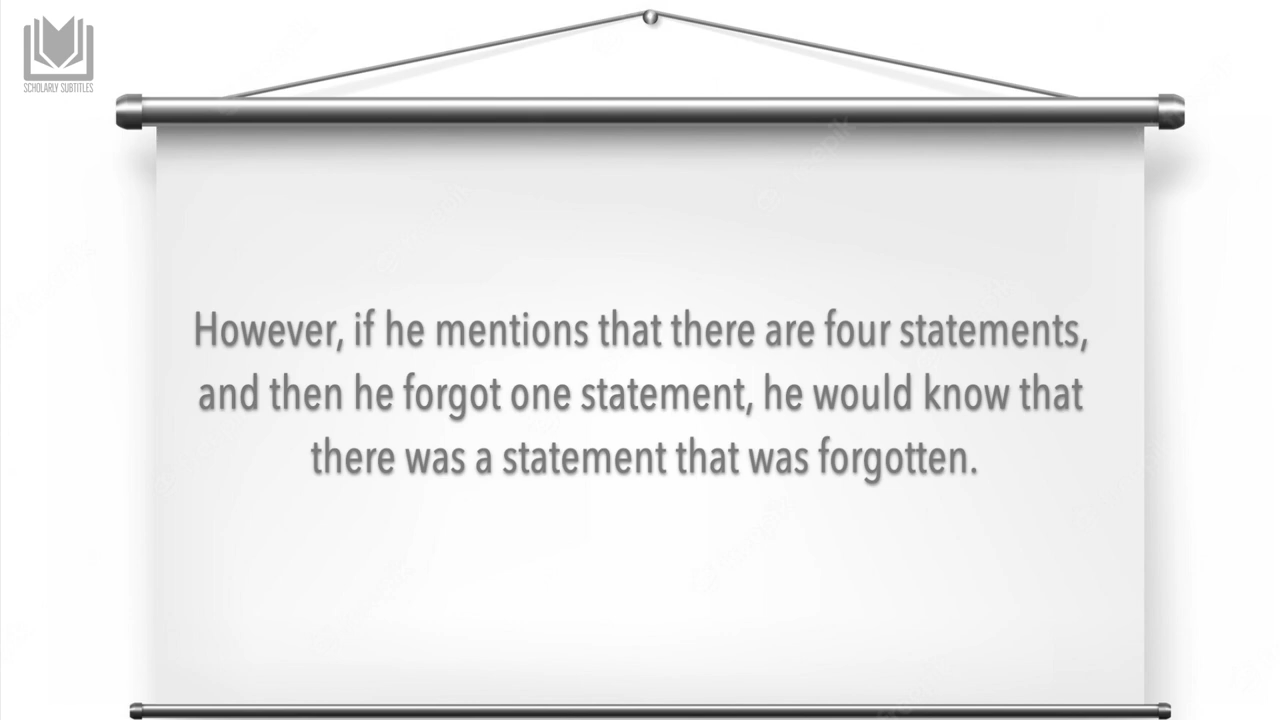 SCHOLARLY SUBTITLES
However, if he mentions that there are four statements,
and then he forgot one statement, he would know that
there was a statement that was forgotten.